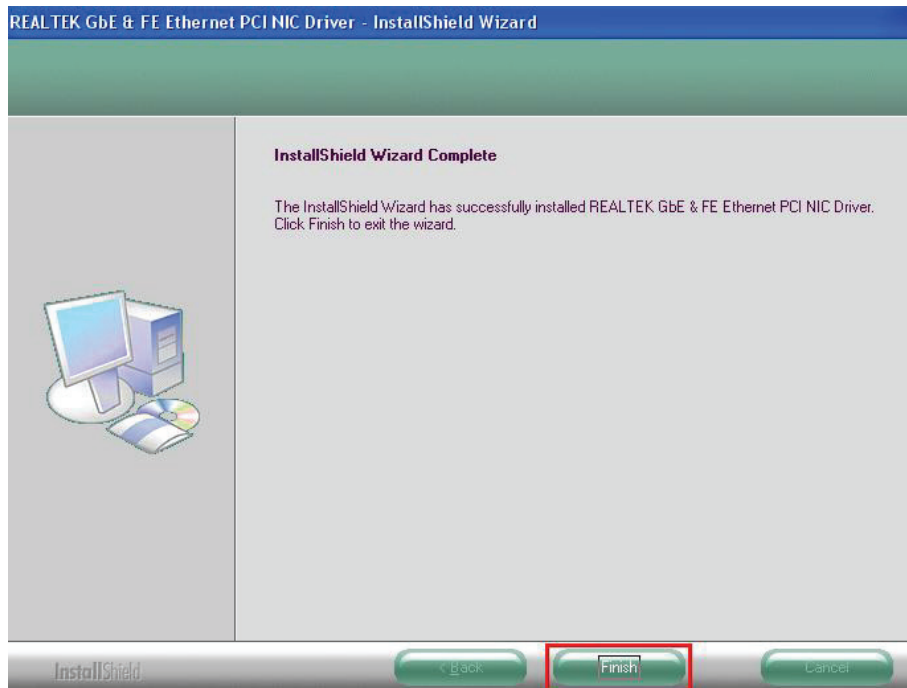 REALTEK GbE & FE Ethernet PCI NIC Driver - InstallShield Wizard
InstallShield Wizard Complete
The InstallShield Wizard has successfully installed REALTEK GbE & FE Ethernet PCI NIC Driver.
Click Finish to exit the wizard.
InstallShield
< Back
Finish
Cancel